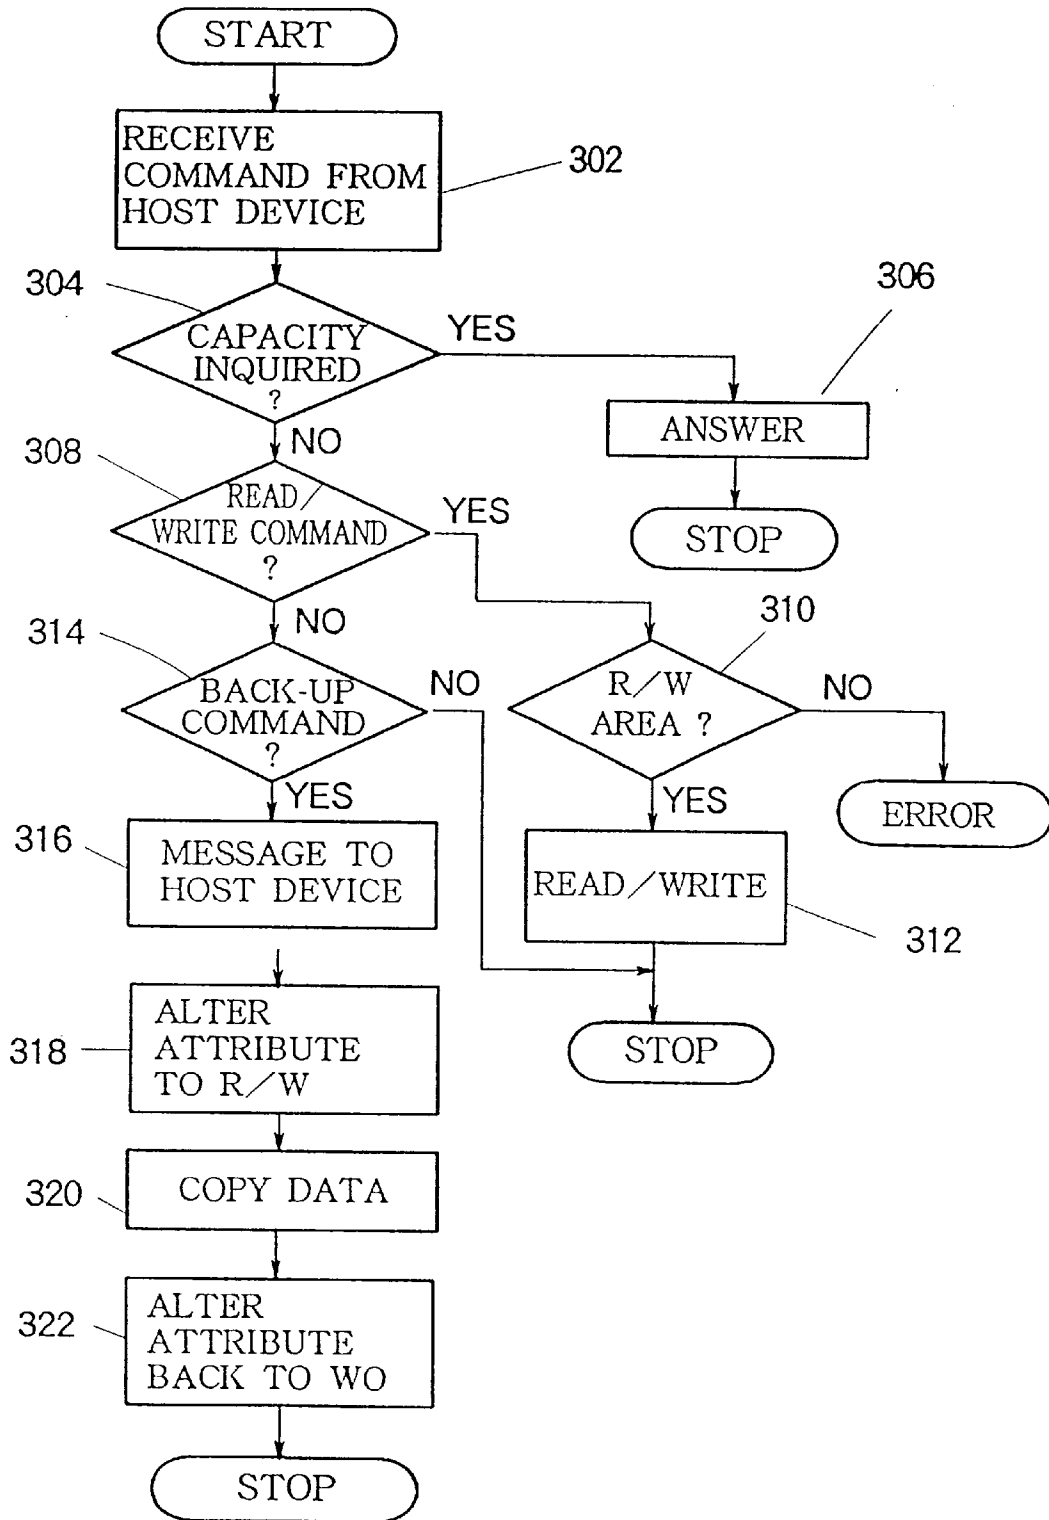 START
RECEIVE
COMMAND FROM
HOST DEVICE
302
304
CAPACITY
INQUIRED
?
YES
306
ANSWER
STOP
NO
308
READ/
WRITE COMMAND
?
YES
NO
310
R/W
AREA ?
NO
ERROR
YES
READ/WRITE
312
STOP
314
BACK-UP
COMMAND
?
NO
YES
316
MESSAGE TO
HOST DEVICE
318
ALTER
ATTRIBUTE
TO R/W
320
COPY DATA
322
ALTER
ATTRIBUTE
BACK TO WO
STOP